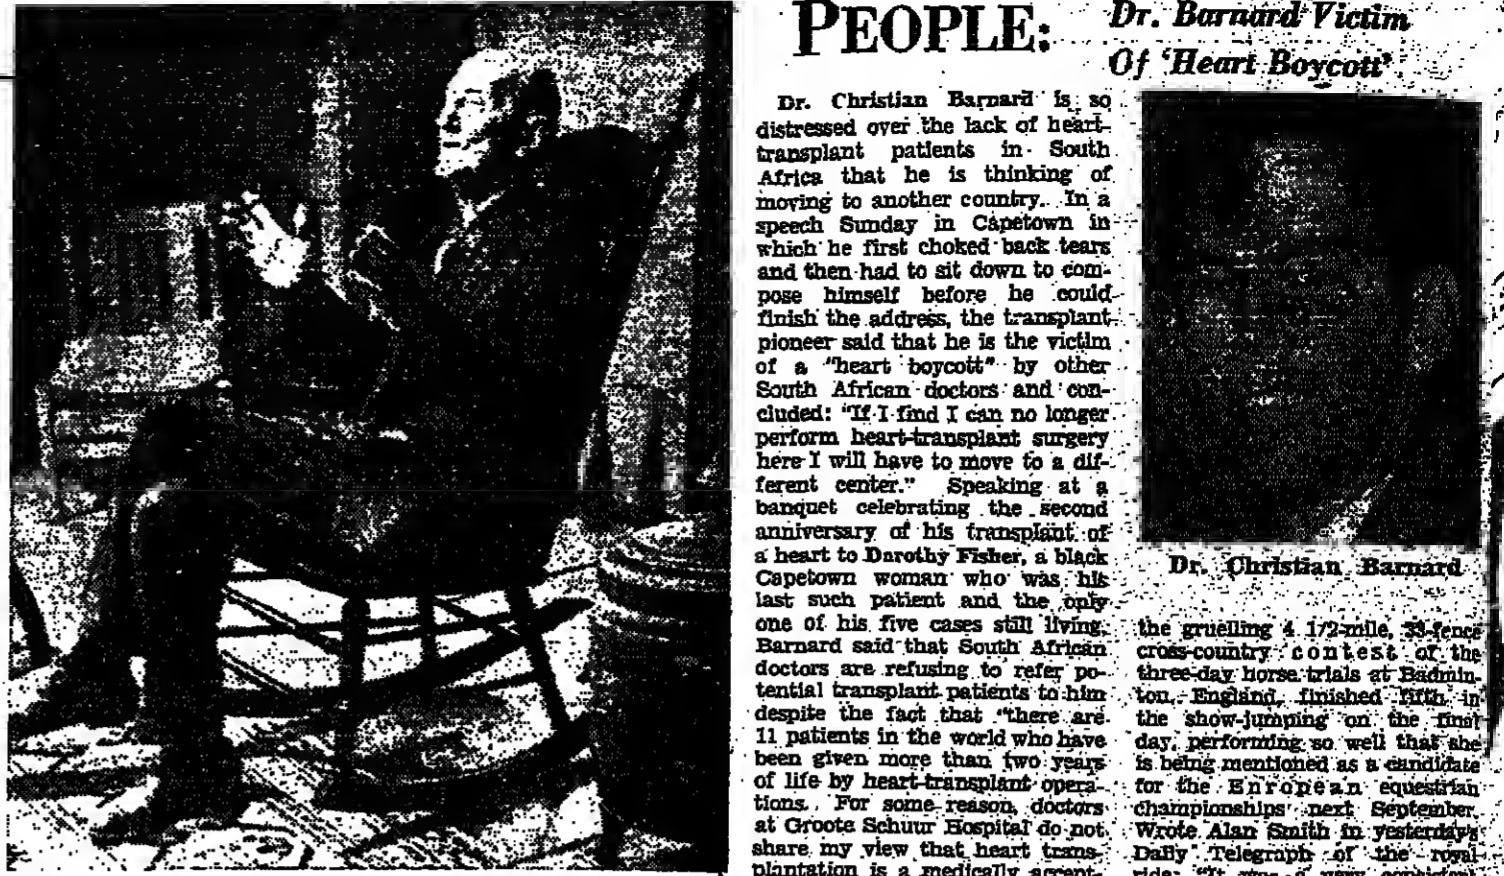 PEOPLE:
Dr. Barnard Victim
Of 'Heart Boycott'
Dr. Christian Barnard is so
distressed over the lack of heart-
transplant patients in South
Africa that he is thinking of
moving to another country. In a
speech Sunday in Capetown in
which he first choked back tears
and then had to sit down to com-
pose himself before he could
finish the address, the transplant
pioneer said that he is the victim
of a "heart boycott" by other
South African doctors and con-
cluded: "If I find I can no longer
perform heart-transplant surgery
here I will have to move to a dif-
ferent center." Speaking at a
banquet celebrating the second
anniversary of his transplant of
a heart to Dorothy Fisher, a black
Capetown woman who was his
last such patient and the only
one of his five cases still living,
Barnard said that South African
doctors are refusing to refer po-
tential transplant patients to him
despite the fact that "there are
11 patients in the world who have
been given more than two years
of life by heart-transplant opera-
tions. For some reason, doctors
at Groote Schuur Hospital do not
share my view that heart trans-
plantation is a medically accept-
Dr. Christian Barnard
the gruelling 4 1/2-mile, 33-fence
cross-country contest of the
three-day horse trials at Badmin-
ton, England, finished fifth in
the show-jumping on the final
day, performing so well that she
is being mentioned as a candidate
for the European equestrian
championships next September.
Wrote Alan Smith in yesterday's
Daily Telegraph of the royal
ride: "It was a very